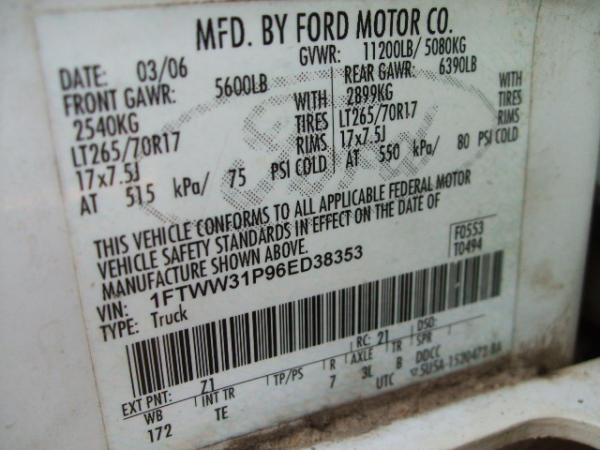 MFD. BY FORD MOTOR CO.
DATE: 03/06 GVWR: 11200LB/ 5080KG
FRONT GAWR: 5600LB REAR GAWR: 6390LB
2540KG WITH 2899KG WITH
LT265/70R17 TIRES LT265/70R17 TIRES
17x7.5J RIMS 17x7.5J RIMS
AT 515 kPa/ 75 PSI COLD AT 550 kPa/ 80 PSI COLD
THIS VEHICLE CONFORMS TO ALL APPLICABLE FEDERAL MOTOR
VEHICLE SAFETY STANDARDS IN EFFECT ON THE DATE OF
MANUFACTURE SHOWN ABOVE.
F0553
T0494
VIN: 1FTWW31P96ED38353
TYPE: Truck
EXT PNT: Z1 RC: 21 DSO:
WB INT TR TP/PS R AXLE TR SPR
172 TE 7 3L B DDCC
UTC